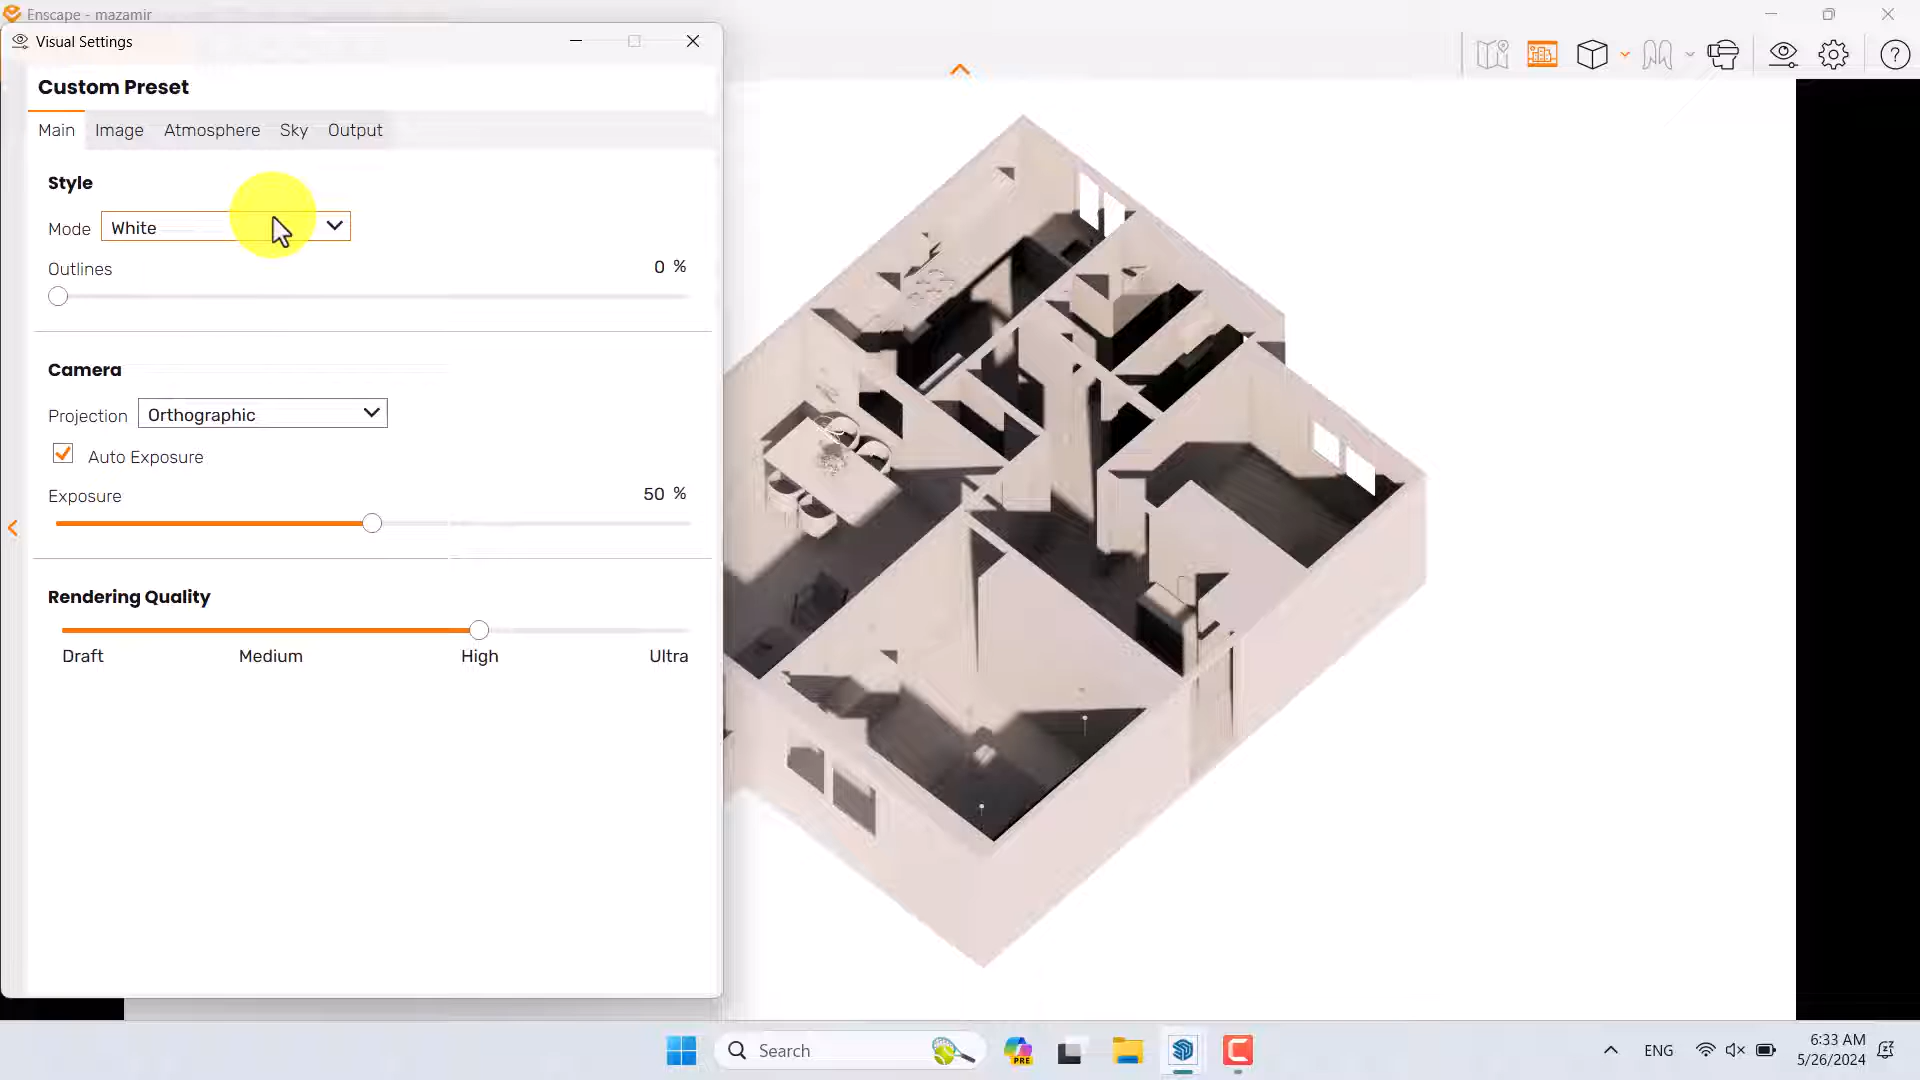 Enscape - mazamir
Visual Settings
Custom Preset
Main Image Atmosphere Sky Output
Style
Mode White
Outlines 0 %
Camera
Projection Orthographic
Auto Exposure
Exposure 50 %
Rendering Quality
Draft Medium High Ultra
Search
PRE
ENG
6:33 AM
5/26/2024